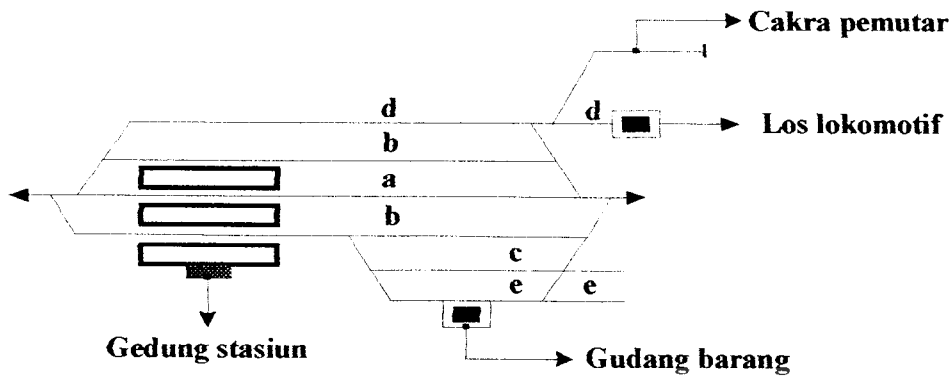 Cakra pemutar
d
d
Los lokomotif
b
a
b
c
e
e
Gedung stasiun
Gudang barang